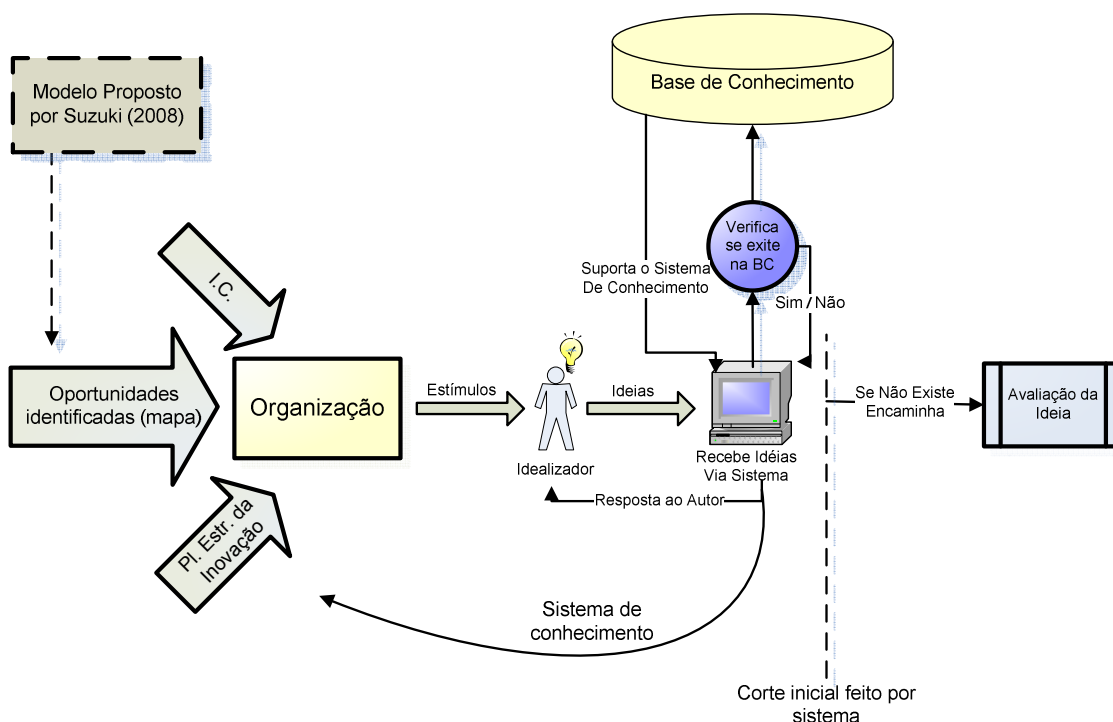 Base de Conhecimento
Modelo Proposto
por Suzuki (2008)
Verifica
se exite
na BC
I.C.
Suporta o Sistema
De Conhecimento
Sim / Não
Oportunidades
identificadas (mapa)
Organização
Estímulos
Ideias
Se Não Existe
Encaminha
Avaliação da
Ideia
Idealizador
Recebe Idéias
Via Sistema
Resposta ao Autor
Pl. Estr. da
Inovação
Sistema de
conhecimento
Corte inicial feito por
sistema